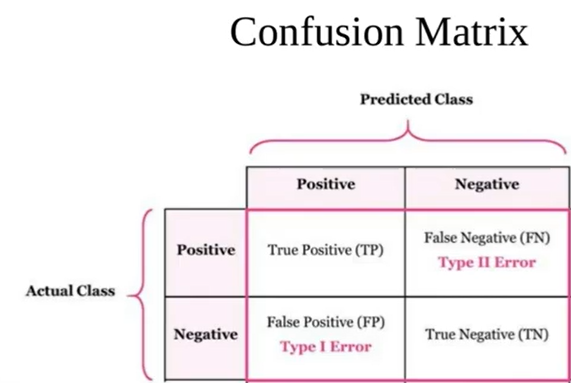 Confusion Matrix
Predicted Class
Positive Negative
Positive True Positive (TP) False Negative (FN)
Type II Error
Actual Class
Negative False Positive (FP) True Negative (TN)
Type I Error